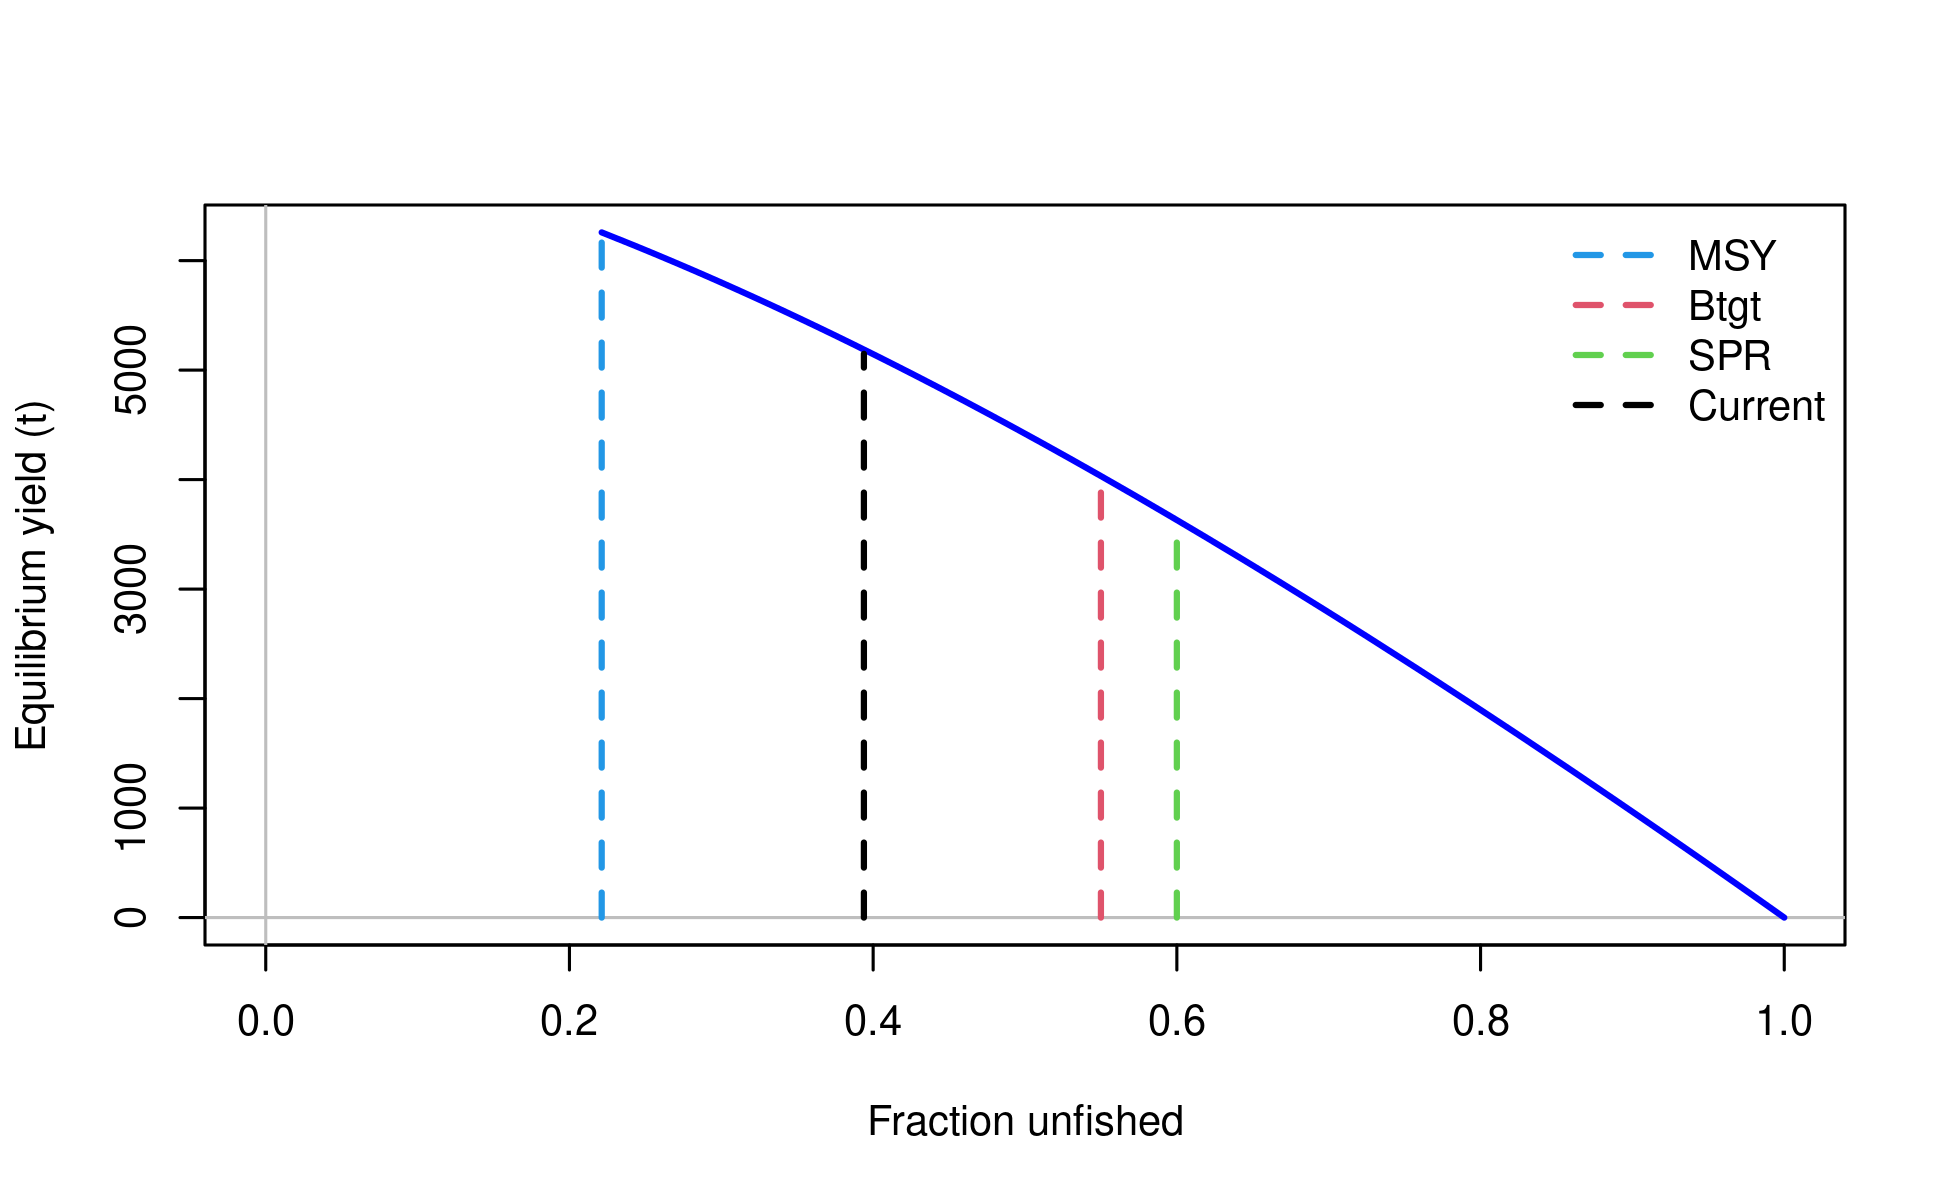 MSY
Btgt
SPR
Current
Equilibrium yield (t)
5000
3000
1000
0
0.0 0.2 0.4 0.6 0.8 1.0
Fraction unfished